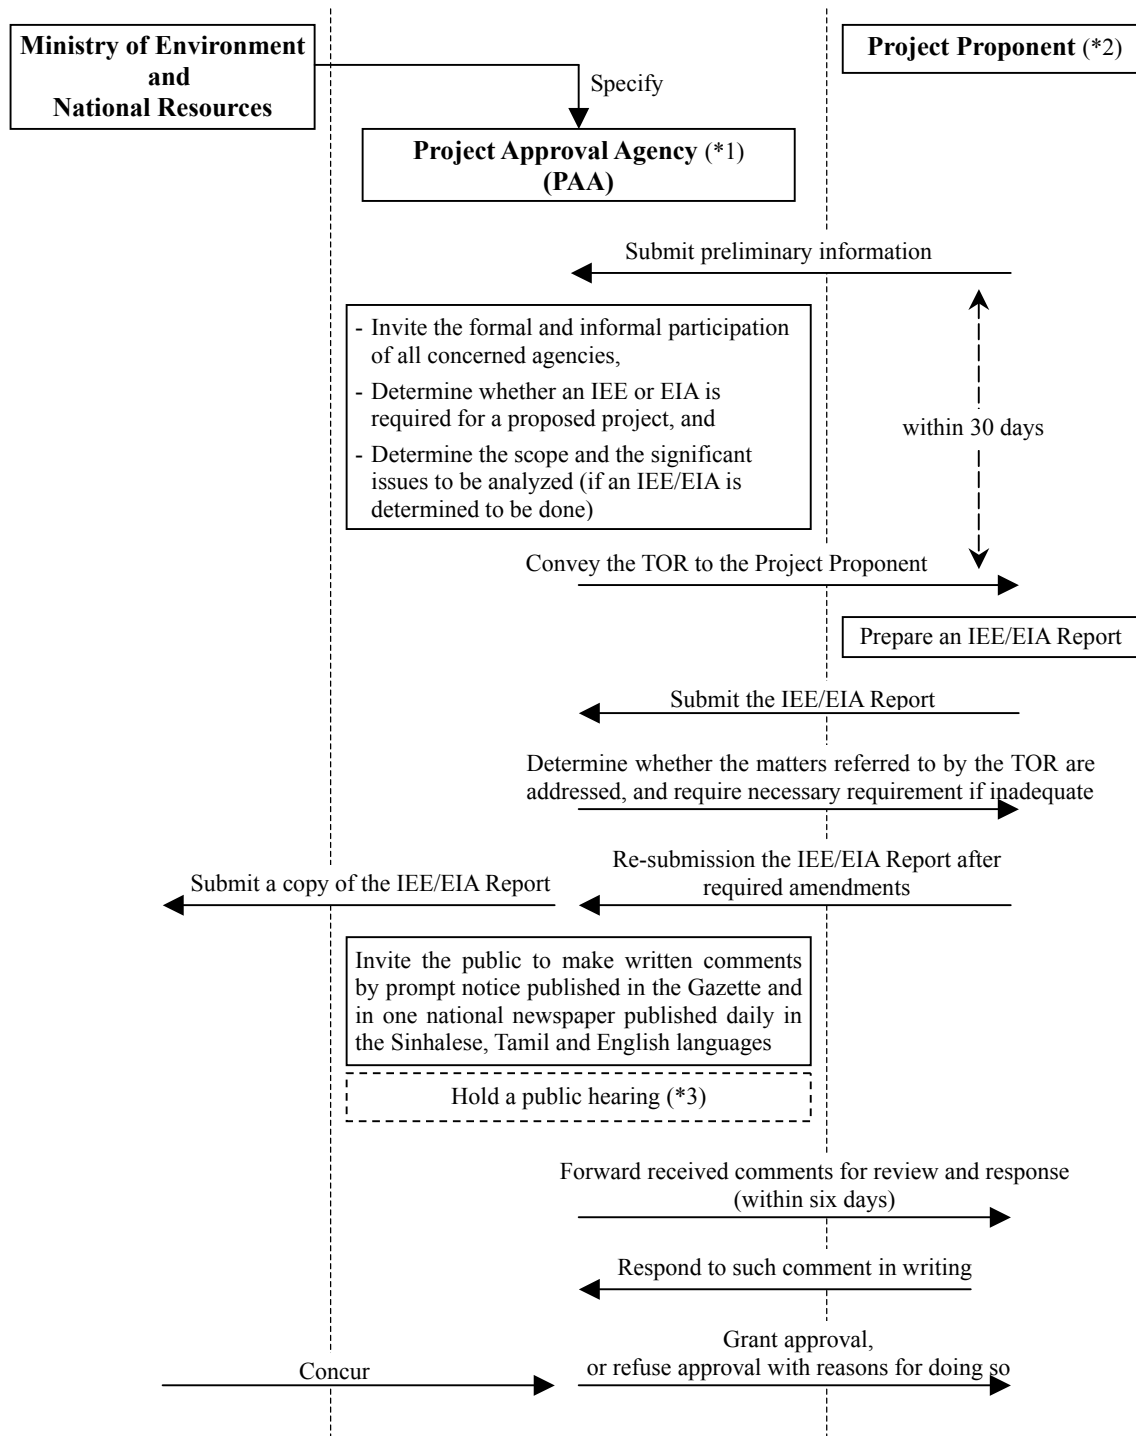 Ministry of Environment
and
National Resources
Project Proponent (*2)
Specify
Project Approval Agency (*1)
(PAA)
Submit preliminary information
- Invite the formal and informal participation
of all concerned agencies,
- Determine whether an IEE or EIA is
required for a proposed project, and
- Determine the scope and the significant
issues to be analyzed (if an IEE/EIA is
determined to be done)
within 30 days
Convey the TOR to the Project Proponent
Prepare an IEE/EIA Report
Submit the IEE/EIA Report
Determine whether the matters referred to by the TOR are
addressed, and require necessary requirement if inadequate
Re-submission the IEE/EIA Report after
required amendments
Submit a copy of the IEE/EIA Report
Invite the public to make written comments
by prompt notice published in the Gazette and
in one national newspaper published daily in
the Sinhalese, Tamil and English languages
Hold a public hearing (*3)
Forward received comments for review and response
(within six days)
Respond to such comment in writing
Grant approval,
or refuse approval with reasons for doing so
Concur